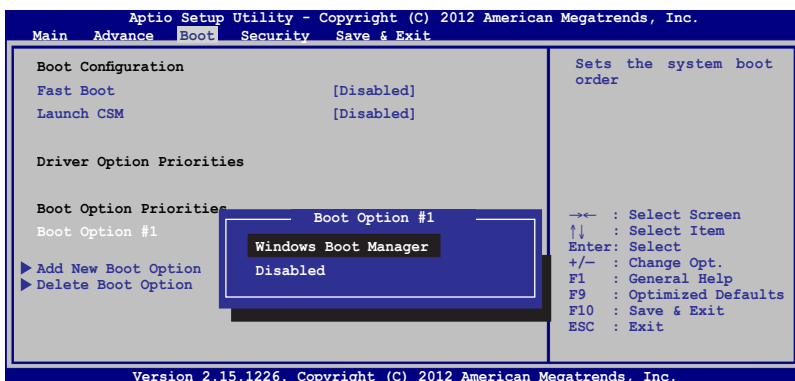 Aptio Setup Utility - Copyright (C) 2012 American Megatrends, Inc.
Main Advance Boot Security Save & Exit
Boot Configuration
Fast Boot [Disabled]
Launch CSM [Disabled]
Driver Option Priorities
Boot Option Priorities
Boot Option #1
Add New Boot Option
Delete Boot Option
Boot Option #1
Windows Boot Manager
Disabled
Sets the system boot
order
→← : Select Screen
↑↓ : Select Item
Enter: Select
+/— : Change Opt.
F1 : General Help
F9 : Optimized Defaults
F10 : Save & Exit
ESC : Exit
Version 2.15.1226. Copyright (C) 2012 American Megatrends, Inc.